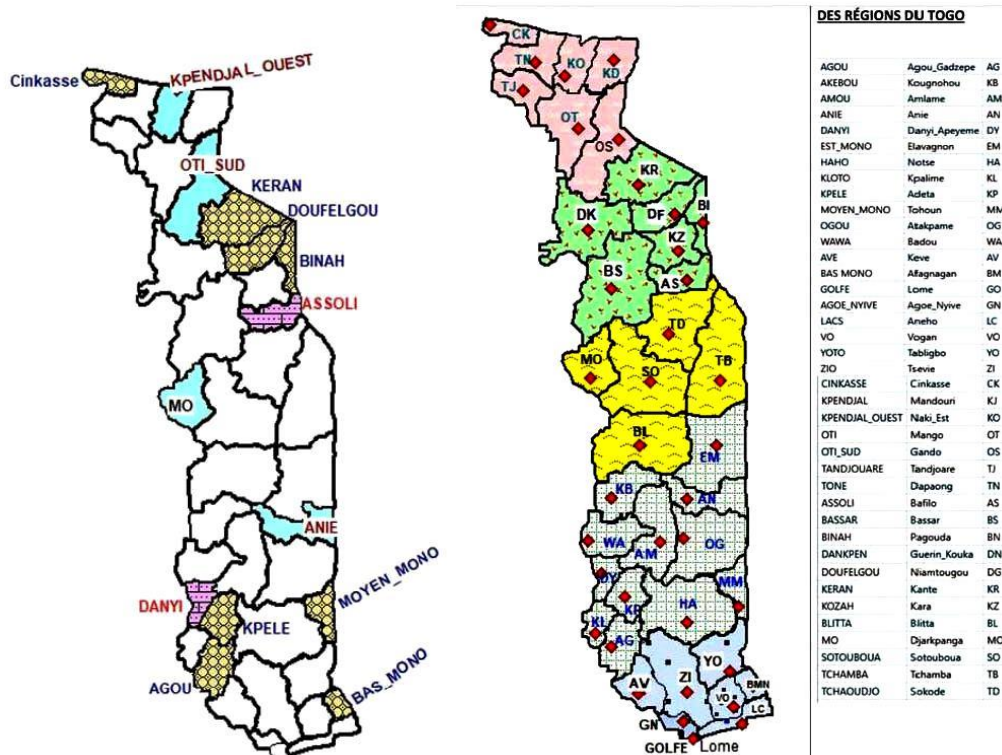 Cinkasse
KPENDJAL_OUEST
OTI_SUD
KERAN
DOUFELGOU
BINAH
ASSOLI
MO
ANIE
MOYEN_MONO
DANYI
KPELE
AGOU
BAS_MONO
CK
TN
KO
KD
TJ
OT
OS
KR
DK
DF
BI
KZ
BS
AS
TD
MO
SO
TB
BL
EM
KB
AN
WA
AM
OG
DY
MM
KP
HA
KL
AG
YO
AV
ZI
BMN
VO
LC
GN
GOLFE Lome
DES RÉGIONS DU TOGO
AGOU Agou_Gadzepe AG
AKEBOU Kougnohou KB
AMOU Amlame AM
ANIE Anie AN
DANYI Danyi_Apeyeme DY
EST_MONO Elavagnon EM
HAHO Notse HA
KLOTO Kpalime KL
KPELE Adeta KP
MOYEN_MONO Tohoun MM
OGOU Atakpame OG
WAWA Badou WA
AVE Keve AV
BAS MONO Afagnagan BM
GOLFE Lome GO
AGOE_NYIVE Agoe_Nyive GN
LACS Aneho LC
VO Vogan VO
YOTO Tabligbo YO
ZIO Tsevie ZI
CINKASSE Cinkasse CK
KPENDJAL Mandouri KJ
KPENDJAL_OUEST Naki_Est KO
OTI Mango OT
OTI_SUD Gando OS
TANDJOUARE Tandjoare TJ
TONE Dapaong TN
ASSOLI Bafilo AS
BASSAR Bassar BS
BINAH Pagouda BN
DANKPEN Guerin_Kouka DN
DOUFELGOU Niamtougou DG
KERAN Kante KR
KOZAH Kara KZ
BLITTA Blitta BL
MO Djarkpanga MO
SOTOUBOUA Sotouboua SO
TCHAMBA Tchamba TB
TCHAOUDJO Sokode TD